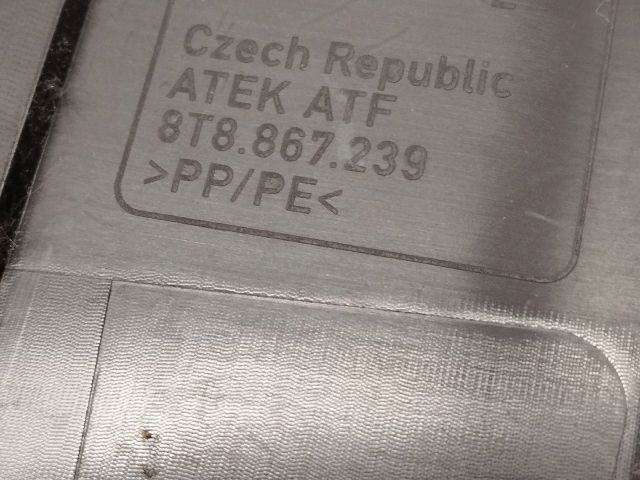 Czech Republic
ATEK ATF
8T8.867.239
>PP/PE<